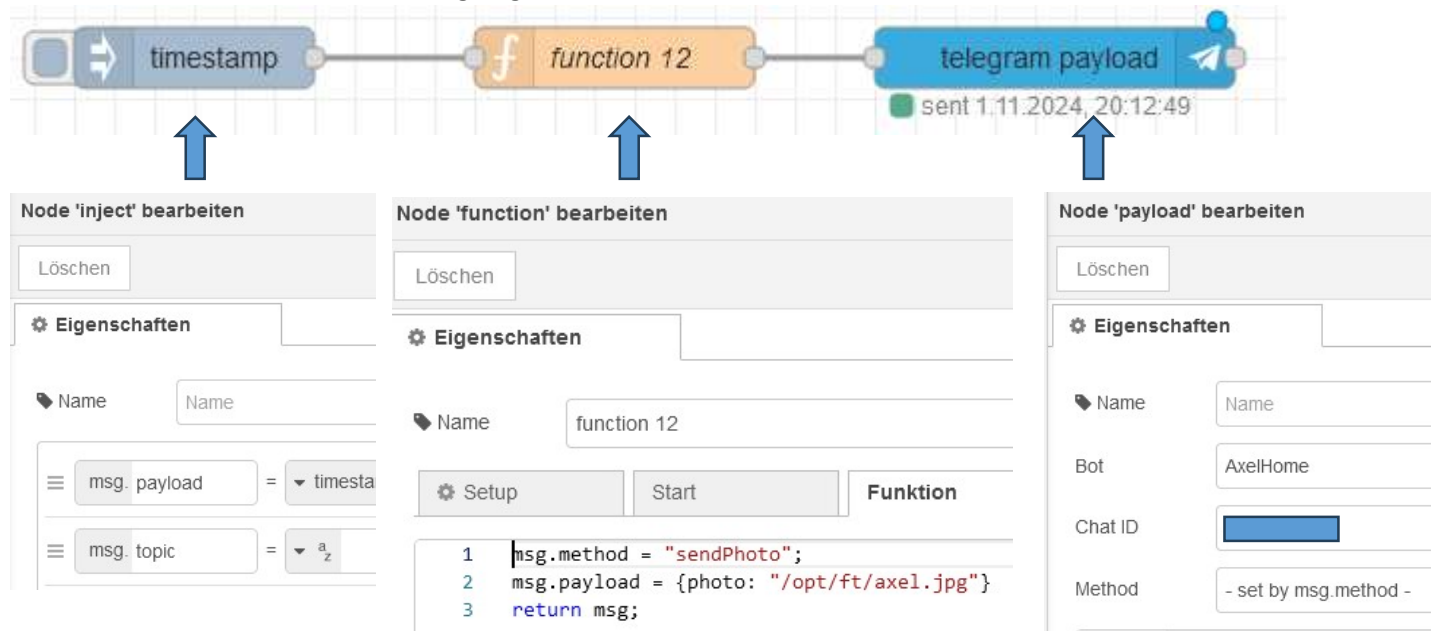 timestamp
function 12
telegram payload
sent 1.11.2024, 20:12:49
Node 'inject' bearbeiten
Löschen
Eigenschaften
Name Name
msg. payload =
msg. topic = a z
Node 'function' bearbeiten
Löschen
Eigenschaften
Name function 12
Setup Start Funktion
1 msg.method = "sendPhoto";
2 msg.payload = {photo: "/opt/ft/axel.jpg"}
3 return msg;
Node 'payload' bearbeiten
Löschen
Eigenschaften
Name Name
Bot AxelHome
Chat ID
Method - set by msg.method -